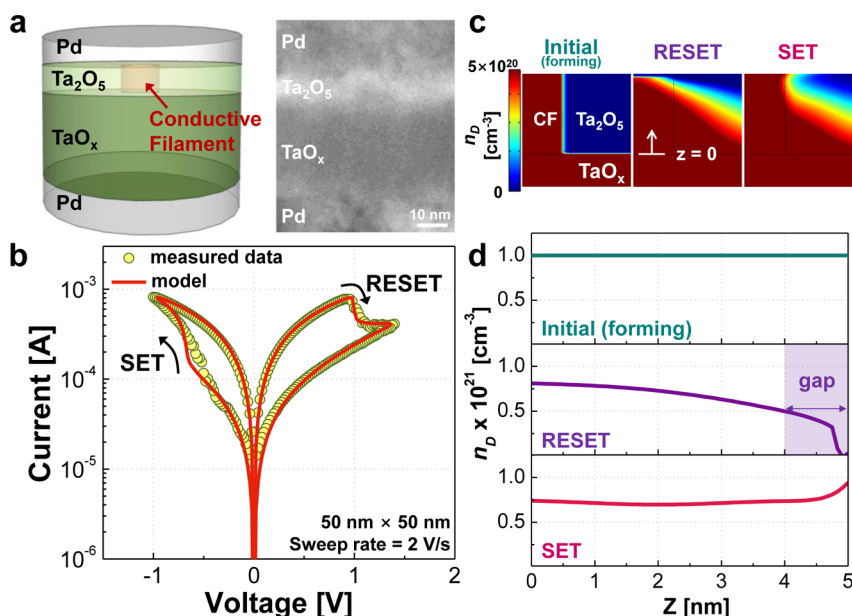 a
Pd
Ta₂O₅
Conductive
Filament
TaOₓ
Pd
Pd
Ta₂O₅
TaOₓ
Pd
10 nm
b
measured data
model
RESET
SET
Current [A]
10⁻³
10⁻⁴
10⁻⁵
10⁻⁶
50 nm × 50 nm
Sweep rate = 2 V/s
-1 0 1 2
Voltage [V]
c
Initial
(forming)
RESET
SET
5×10²⁰
n_D
[cm⁻³]
0
CF
Ta₂O₅
z = 0
TaOₓ
d
n_D x 10²¹ [cm⁻³]
1.0
0.5
Initial (forming)
1.0
0.5
gap
RESET
1.0
0.5
SET
0 1 2 3 4 5
Z [nm]